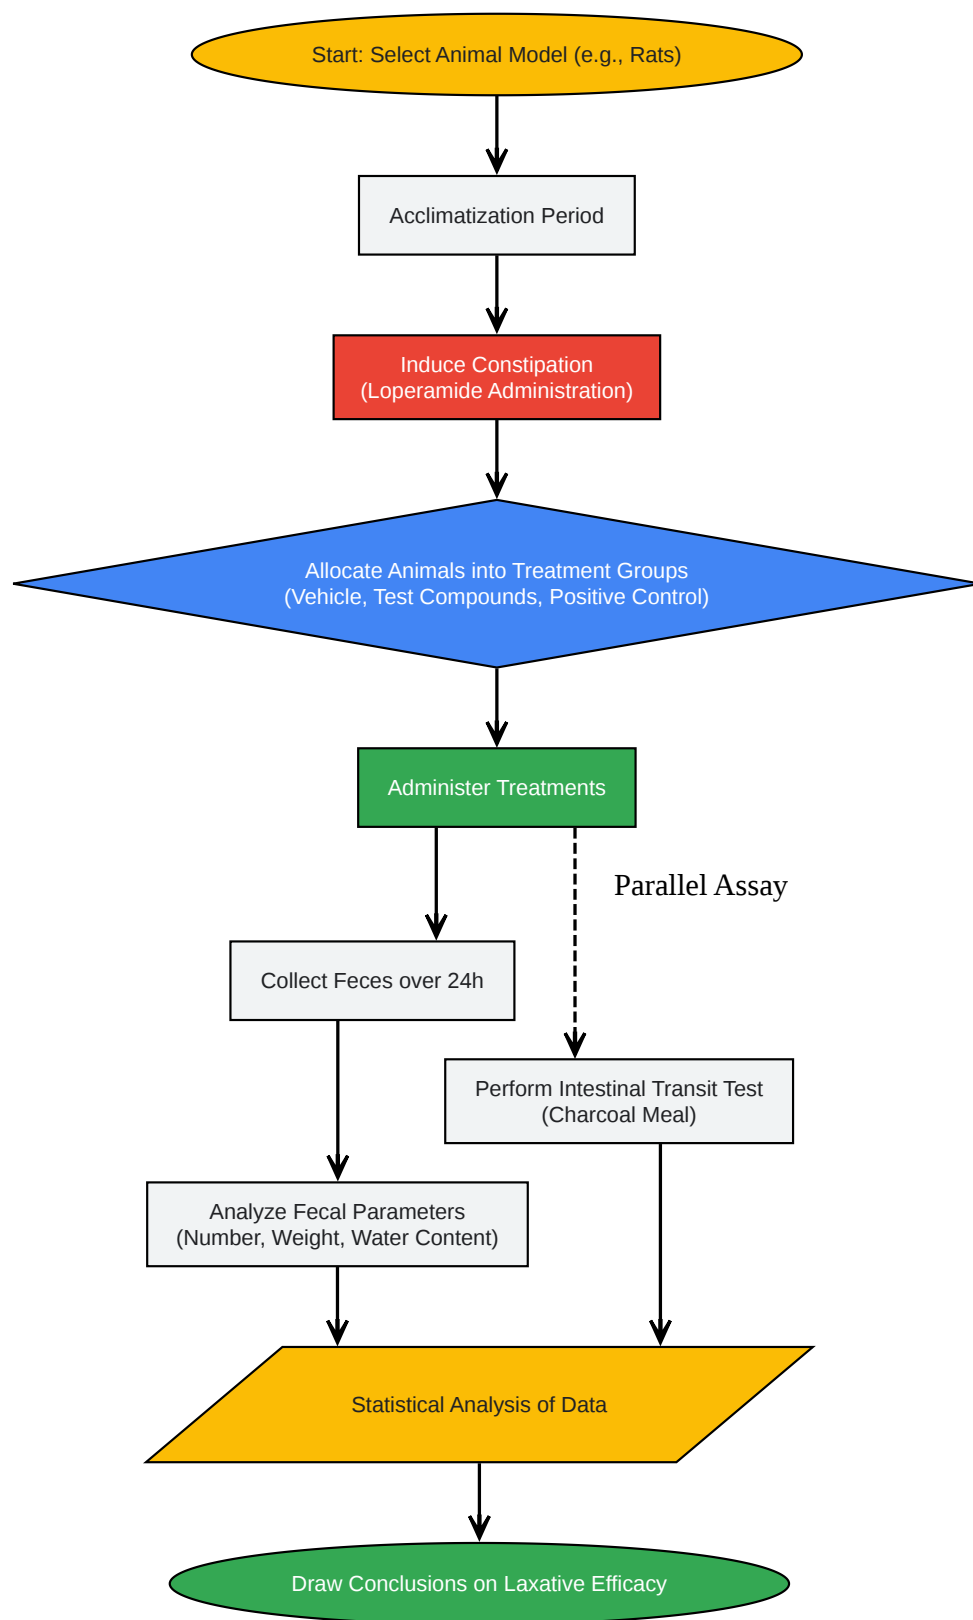 Start: Select Animal Model (e.g., Rats)
Acclimatization Period
Induce Constipation
(Loperamide Administration)
Allocate Animals into Treatment Groups
(Vehicle, Test Compounds, Positive Control)
Administer Treatments
Parallel Assay
Collect Feces over 24h
Perform Intestinal Transit Test
(Charcoal Meal)
Analyze Fecal Parameters
(Number, Weight, Water Content)
Statistical Analysis of Data
Draw Conclusions on Laxative Efficacy